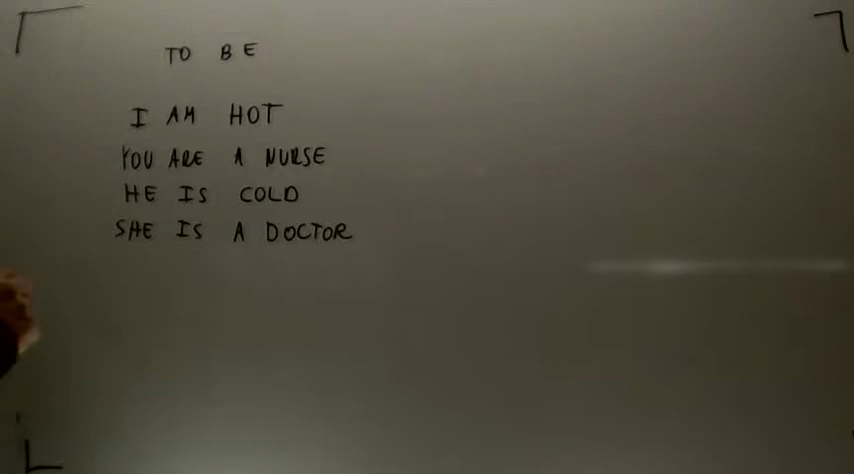 TO BE
I AM HOT
YOU ARE A NURSE
HE IS COLD
SHE IS A DOCTOR